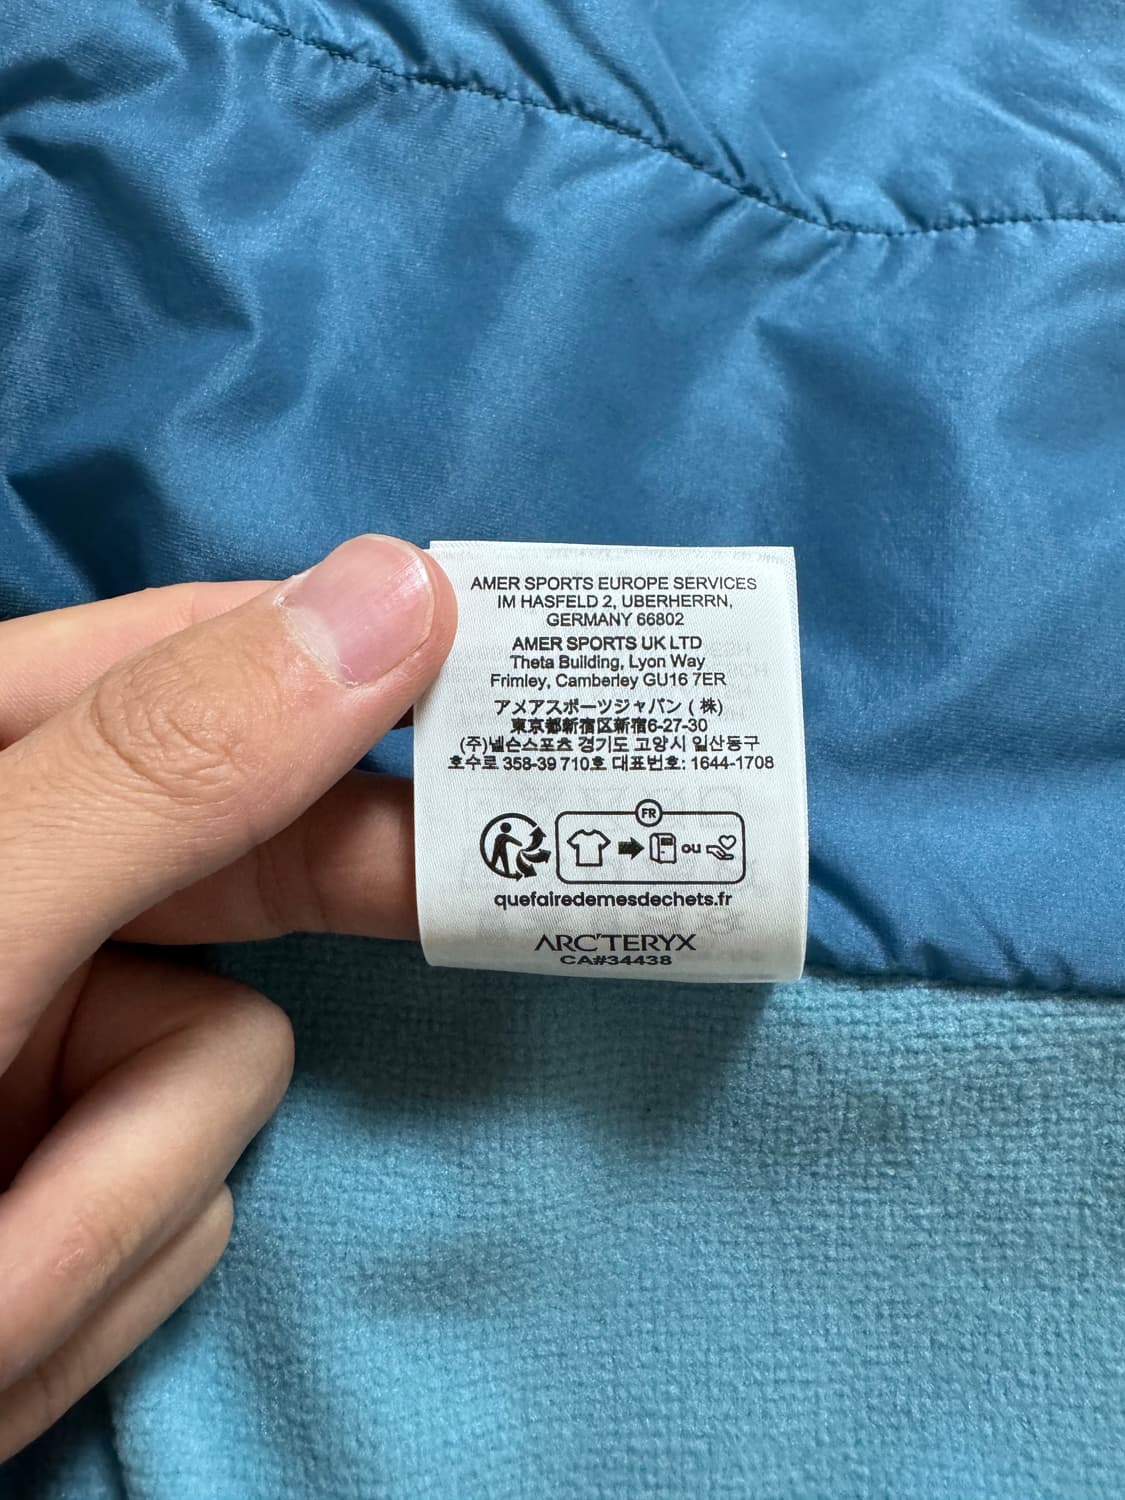 AMER SPORTS EUROPE SERVICES
IM HASFELD 2, UBERHERRN,
GERMANY 66802
AMER SPORTS UK LTD
Theta Building, Lyon Way
Frimley, Camberley GU16 7ER
アメアスポーツジャパン (株)
東京都新宿区新宿6-27-30
(주)넬슨스포츠 경기도 고양시 일산동구
호수로 358-39 710호 대표번호: 1644-1708
FR
ou
quefairedemesdechets.fr
ARC'TERYX
CA#34438